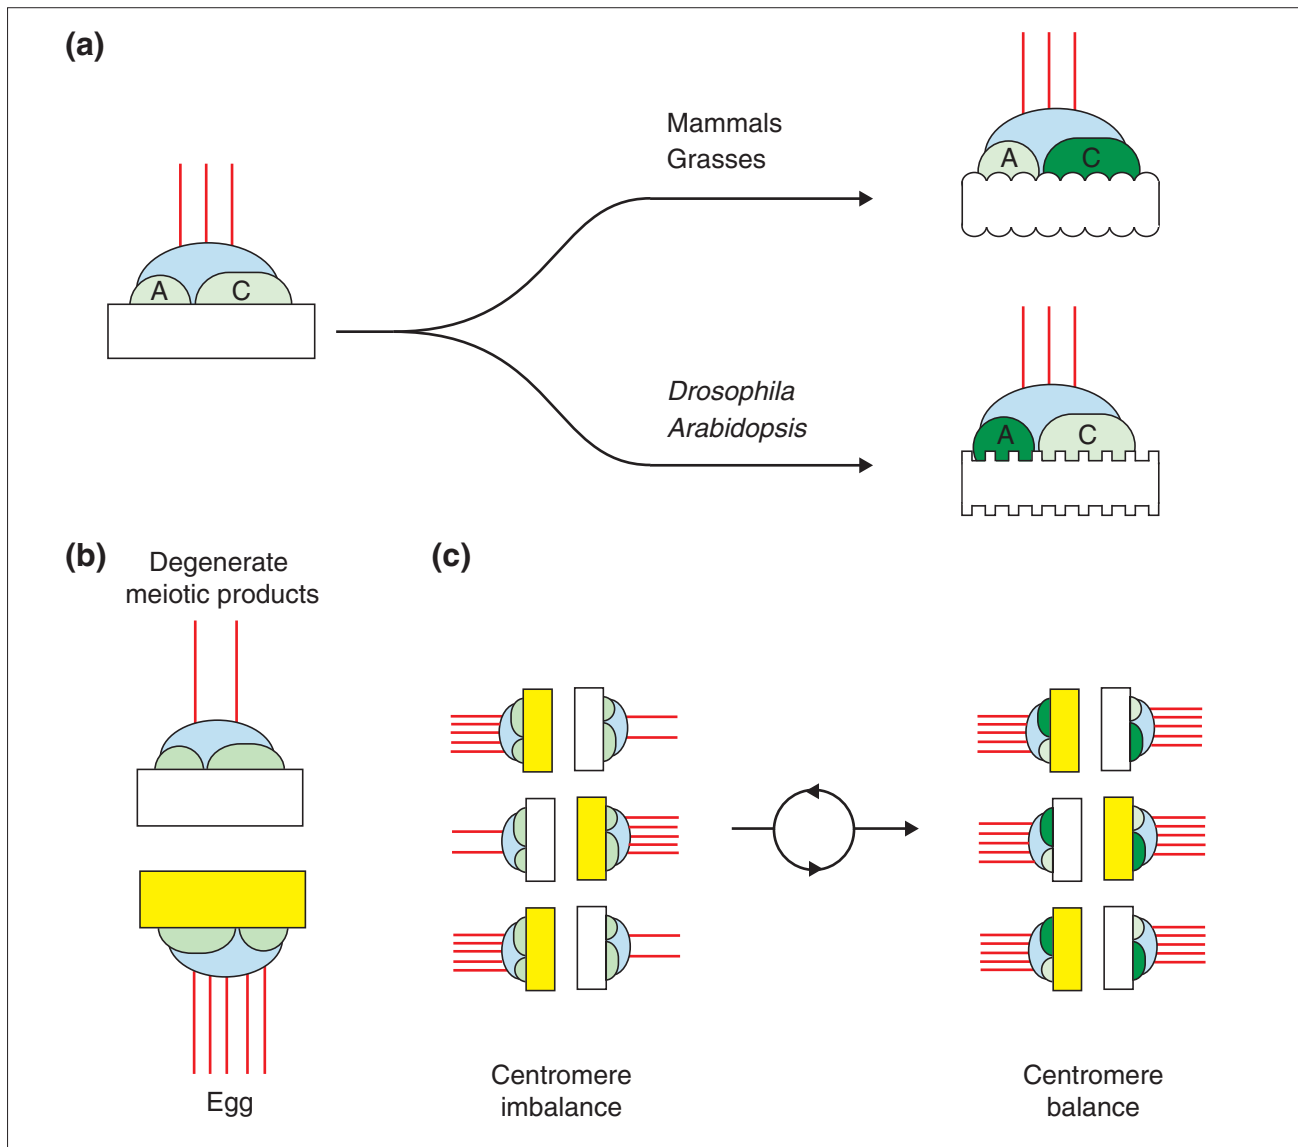 (a)
A
C
Mammals
Grasses
A
C
Drosophila
Arabidopsis
A
C
(b)
Degenerate
meiotic products
Egg
(c)
Centromere
imbalance
Centromere
balance